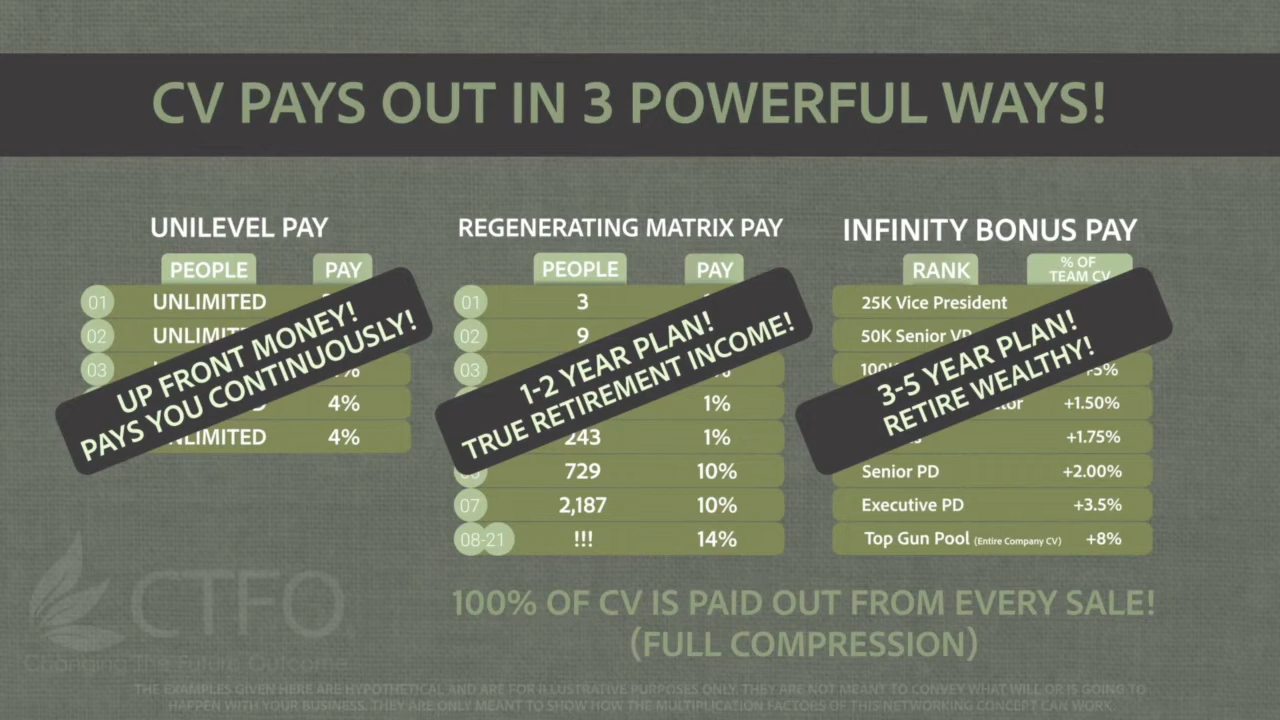 CV PAYS OUT IN 3 POWERFUL WAYS!
UNILEVEL PAY
PEOPLE PAY
01 UNLIMITED
02
03
4%
4%
UP FRONT MONEY!
PAYS YOU CONTINUOUSLY!
REGENERATING MATRIX PAY
PEOPLE PAY
01 3
02 9
03
1%
243 1%
729 10%
07 2,187 10%
08-21 !!! 14%
1-2 YEAR PLAN!
TRUE RETIREMENT INCOME!
INFINITY BONUS PAY
RANK % OF
TEAM CV
25K Vice President
50K Senior
+1.50%
+1.75%
Senior PD +2.00%
Executive PD +3.5%
Top Gun Pool (Entire Company CV) +8%
3-5 YEAR PLAN!
RETIRE WEALTHY!
100% OF CV IS PAID OUT FROM EVERY SALE!
(FULL COMPRESSION)
CTFO
Changing The Future Outcome
THE EXAMPLES GIVEN HERE ARE HYPOTHETICAL AND ARE FOR ILLUSTRATIVE PURPOSES ONLY. THEY ARE NOT MEANT TO CONVEY WHAT WILL OR IS GOING TO
HAPPEN WITH YOUR BUSINESS. THEY ARE ONLY MEANT TO SHOW HOW THE MULTIPLICATION FACTORS OF THIS NETWORKING CONCEPT CAN WORK.